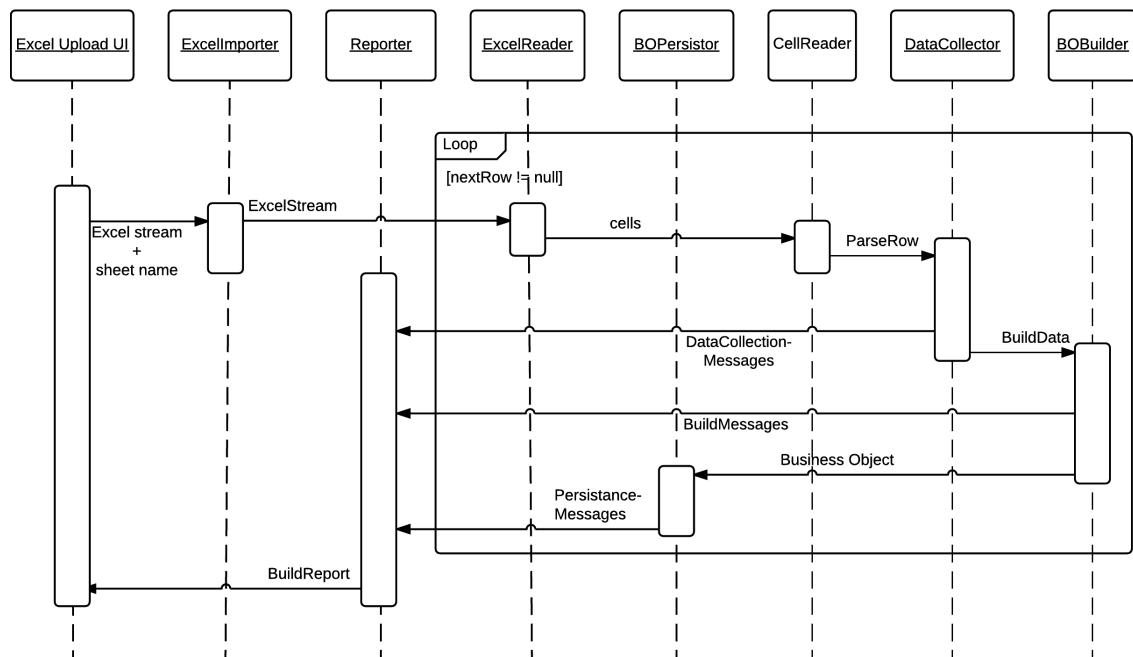 Excel Upload UI
ExcelImporter
Reporter
ExcelReader
BOPersistor
CellReader
DataCollector
BOBuilder
Loop
[nextRow != null]
ExcelStream
Excel stream
+
sheet name
cells
ParseRow
DataCollection-
Messages
BuildData
BuildMessages
Business Object
Persistance-
Messages
BuildReport